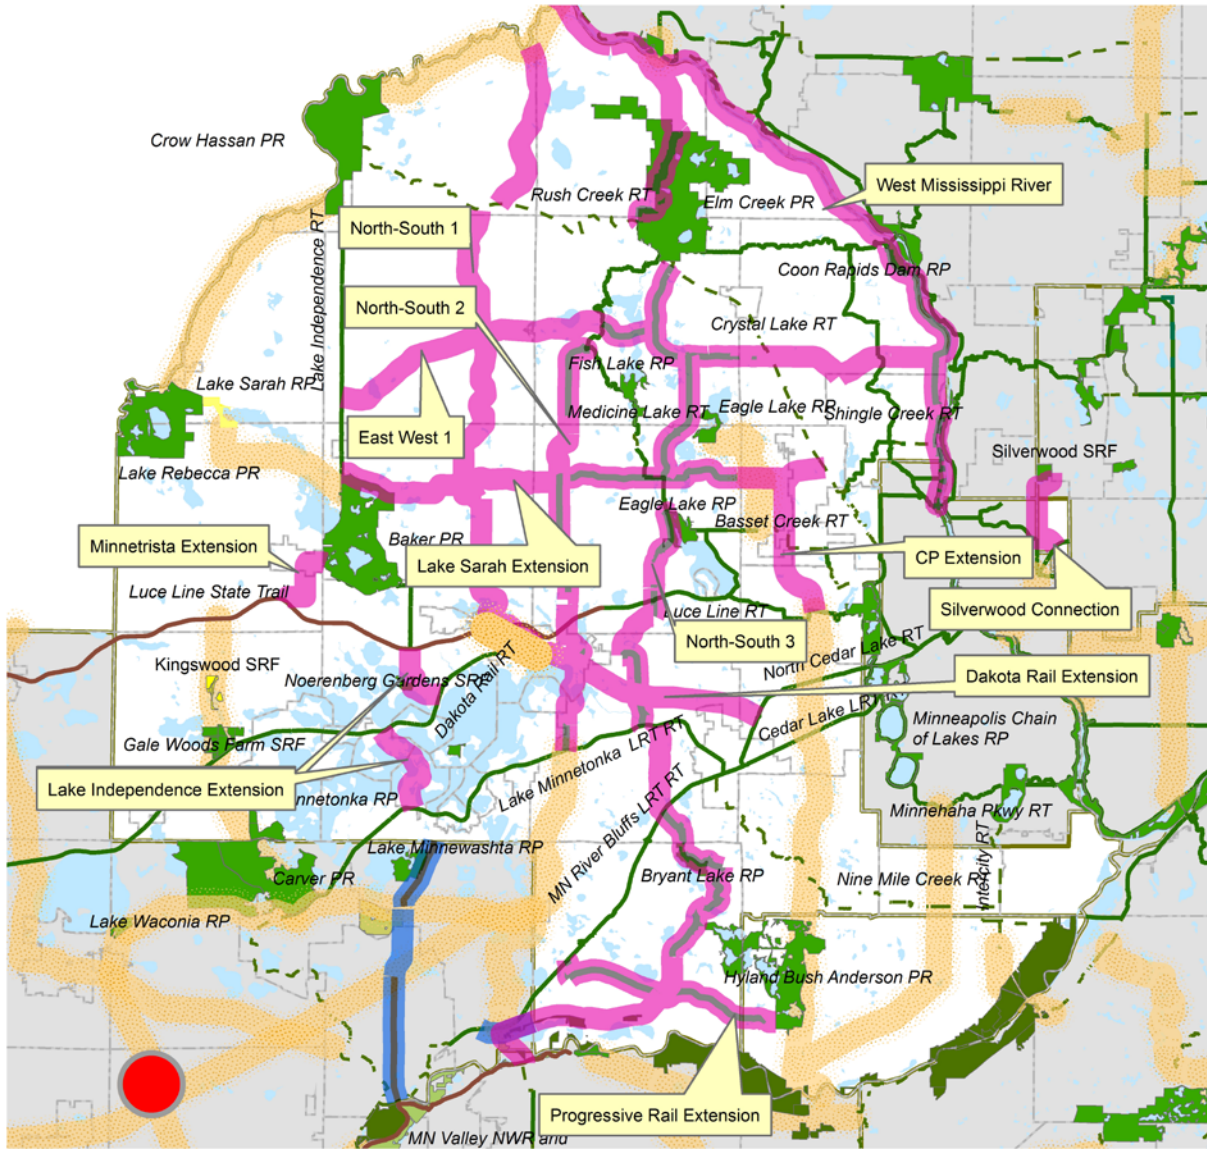 Crow Hassan PR
Rush Creek RT
Elm Creek PR
West Mississippi River
Lake Independence RT
North-South 1
Coon Rapids Dam RP
North-South 2
Crystal Lake RT
Fish Lake RP
Lake Sarah RP
Medicine Lake RT
Eagle Lake RP
Shingle Creek RT
East West 1
Silverwood SRF
Lake Rebecca PR
Eagle Lake RP
Basset Creek RT
Minnetrista Extension
Baker PR
Lake Sarah Extension
CP Extension
Luce Line State Trail
Luce Line RT
Silverwood Connection
North-South 3
Kingswood SRF
North Cedar Lake RT
Noerenberg Gardens SRF
Dakota Rail RT
Dakota Rail Extension
Gale Woods Farm SRF
Cedar Lake LRT
Minneapolis Chain
of Lakes RP
Lake Minnetonka LRT RT
Lake Independence Extension
nnetonka RP
Minnehaha Pkwy RT
MN River Bluffs LRT RT
Lake Minnewashta RP
Carver PR
Bryant Lake RP
Nine Mile Creek RT
Intercity RT
Lake Waconia RP
Hyland Bush Anderson PR
Progressive Rail Extension
MN Valley NWR and